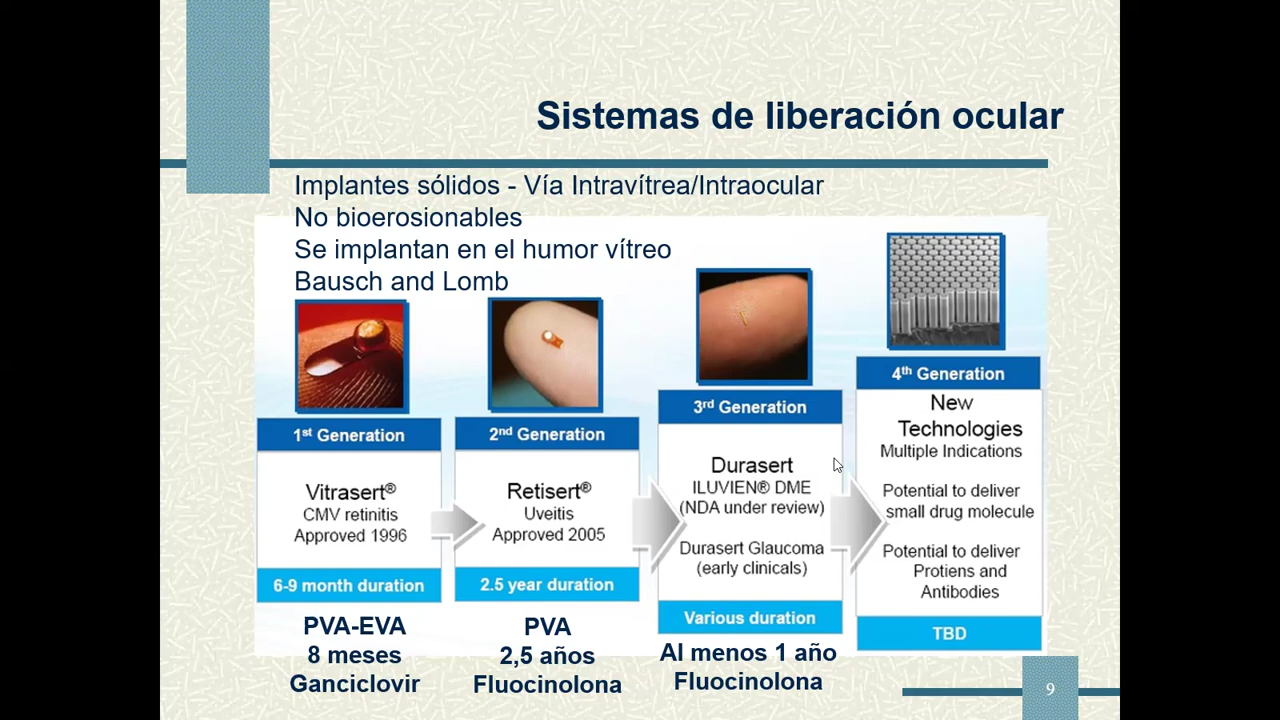 Sistemas de liberación ocular
Implantes sólidos - Vía Intravítrea/Intraocular
No bioerosionables
Se implantan en el humor vítreo
Bausch and Lomb
1st Generation
Vitrasert®
CMV retinitis
Approved 1996
6-9 month duration
PVA-EVA
8 meses
Ganciclovir
2nd Generation
Retisert®
Uveitis
Approved 2005
2.5 year duration
PVA
2,5 años
Fluocinolona
3rd Generation
Durasert
ILUVIEN® DME
(NDA under review)
Durasert Glaucoma
(early clinicals)
Various duration
Al menos 1 año
Fluocinolona
4th Generation
New
Technologies
Multiple Indications
Potential to deliver
small drug molecule
Potential to deliver
Protiens and
Antibodies
TBD
9